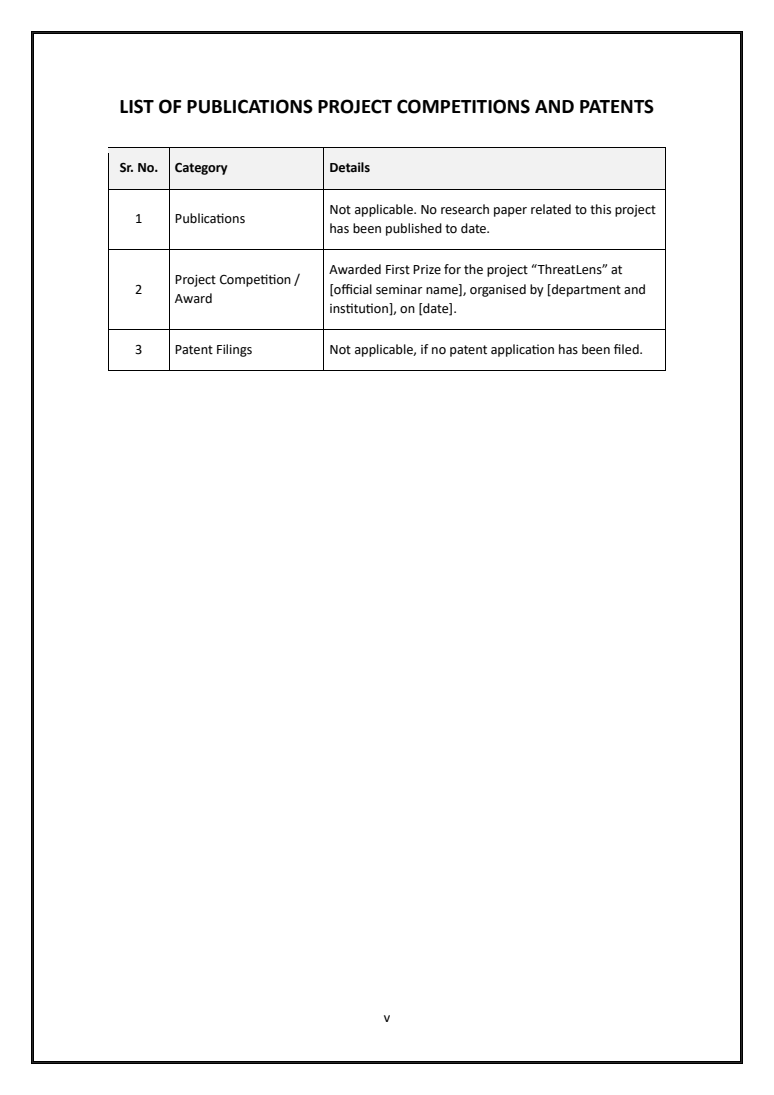 LIST OF PUBLICATIONS PROJECT COMPETITIONS AND PATENTS
Sr. No. Category Details
1 Publications Not applicable. No research paper related to this project
has been published to date.
2 Project Competition /
Award
Awarded First Prize for the project “ThreatLens” at
[official seminar name], organised by [department and
institution], on [date].
3 Patent Filings Not applicable, if no patent application has been filed.
v